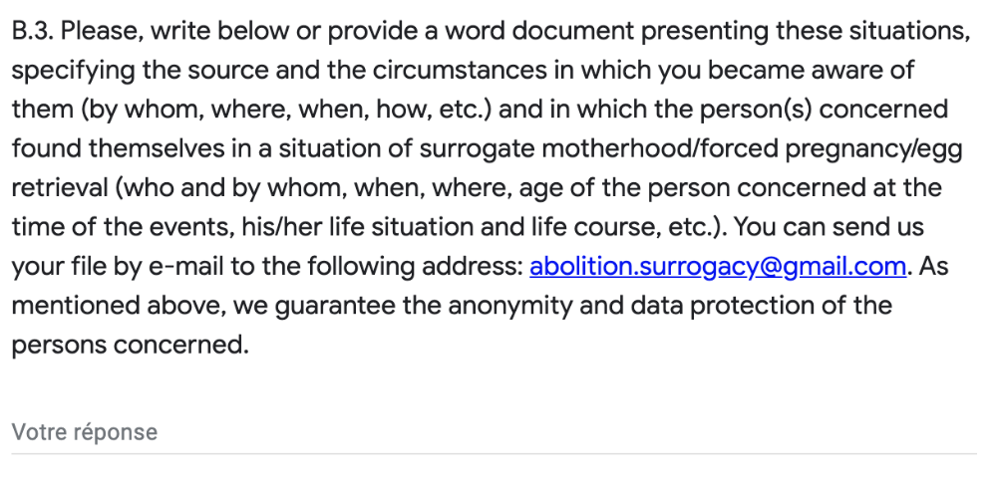 B.3. Please, write below or provide a word document presenting these situations,
specifying the source and the circumstances in which you became aware of
them (by whom, where, when, how, etc.) and in which the person(s) concerned
found themselves in a situation of surrogate motherhood/forced pregnancy/egg
retrieval (who and by whom, when, where, age of the person concerned at the
time of the events, his/her life situation and life course, etc.). You can send us
your file by e-mail to the following address: abolition.surrogacy@gmail.com. As
mentioned above, we guarantee the anonymity and data protection of the
persons concerned.
Votre réponse